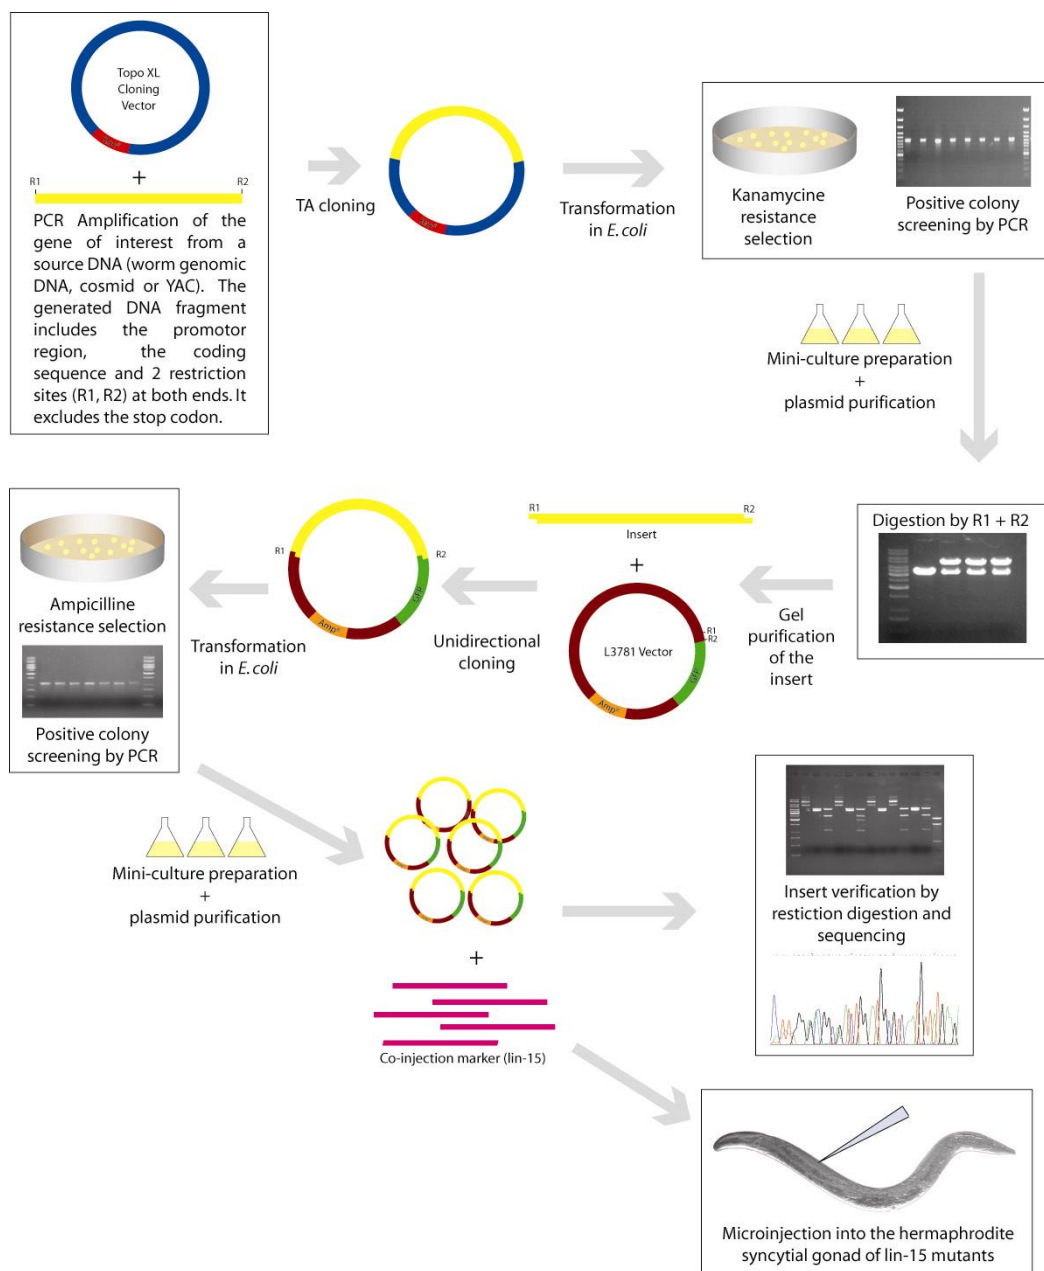 Topo XL
Cloning
Vector
+
R1
R2
PCR Amplification of the
gene of interest from a
source DNA (worm genomic
DNA, cosmid or YAC). The
generated DNA fragment
includes the promotor
region, the coding
sequence and 2 restriction
sites (R1, R2) at both ends. It
excludes the stop codon.
TA cloning
Transformation
in E. coli
Kanamycine
resistance
selection
Positive colony
screening by PCR
Mini-culture preparation
+
plasmid purification
Digestion by R1 + R2
Gel
purification
of the
insert
R1
R2
Insert
+
R1
R2
L3781 Vector
GFP
Ampᴿ
Unidirectional
cloning
R1
R2
GFP
Ampᴿ
Transformation
in E. coli
Ampicilline
resistance selection
Positive colony
screening by PCR
Mini-culture preparation
+
plasmid purification
+
Co-injection marker (lin-15)
Insert verification by
restiction digestion and
sequencing
Microinjection into the hermaphrodite
syncytial gonad of lin-15 mutants